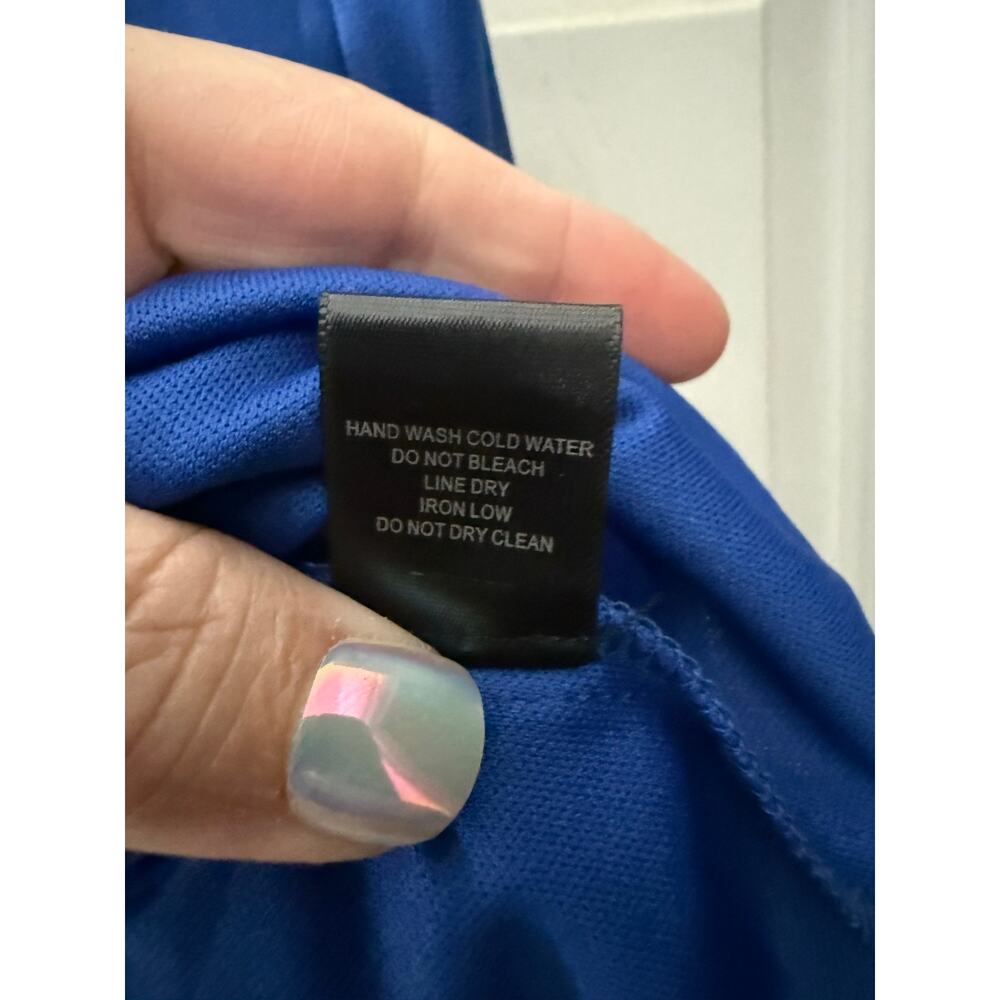 HAND WASH COLD WATER
DO NOT BLEACH
LINE DRY
IRON LOW
DO NOT DRY CLEAN